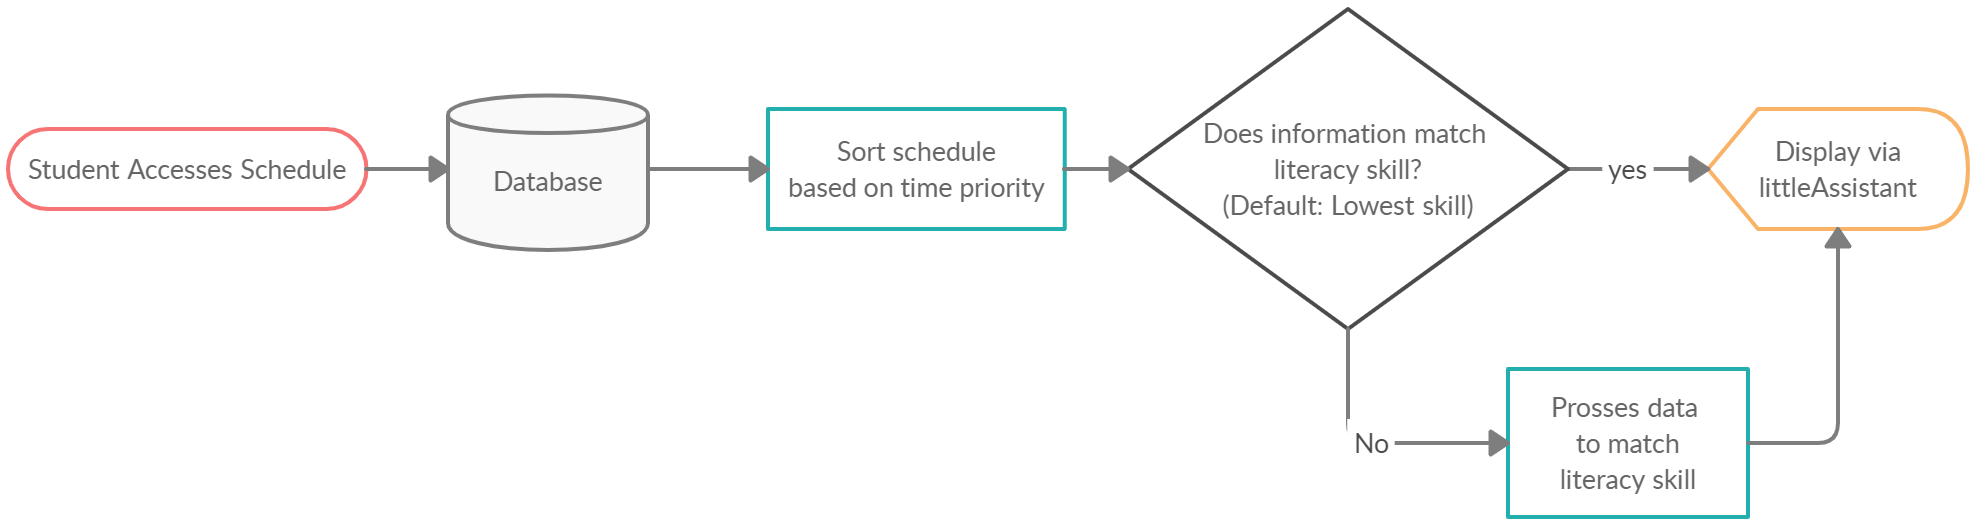 Student Accesses Schedule
Database
Sort schedule
based on time priority
Does information match
literacy skill?
(Default: Lowest skill)
yes
Display via
littleAssistant
No
Prosses data
to match
literacy skill